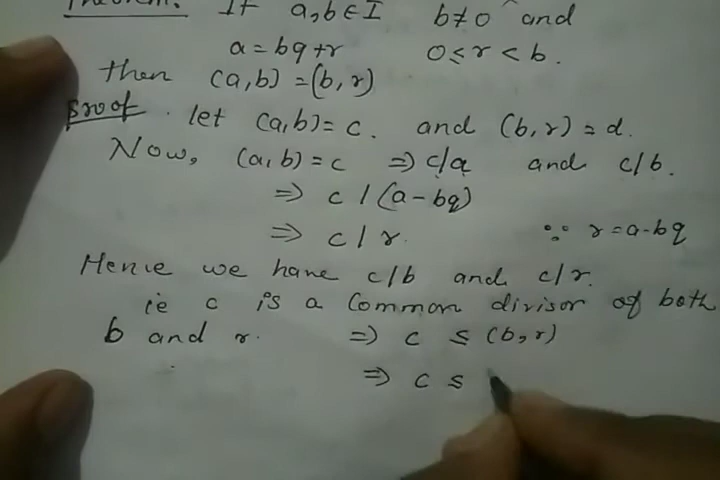 Theorem: If a,b ∈ I b≠0 and
a = bq+r 0≤r<b.
then (a,b) = (b,r)
proof. let (a,b) = c. and (b,r) = d.
Now, (a,b) = c ⇒ c/a and c/b.
⇒ c / (a-bq)
⇒ c / r. ∵ r = a-bq
Hence we have c/b and c/r.
ie c is a Common divisor of both
b and r. ⇒ c ≤ (b,r)
⇒ c ≤